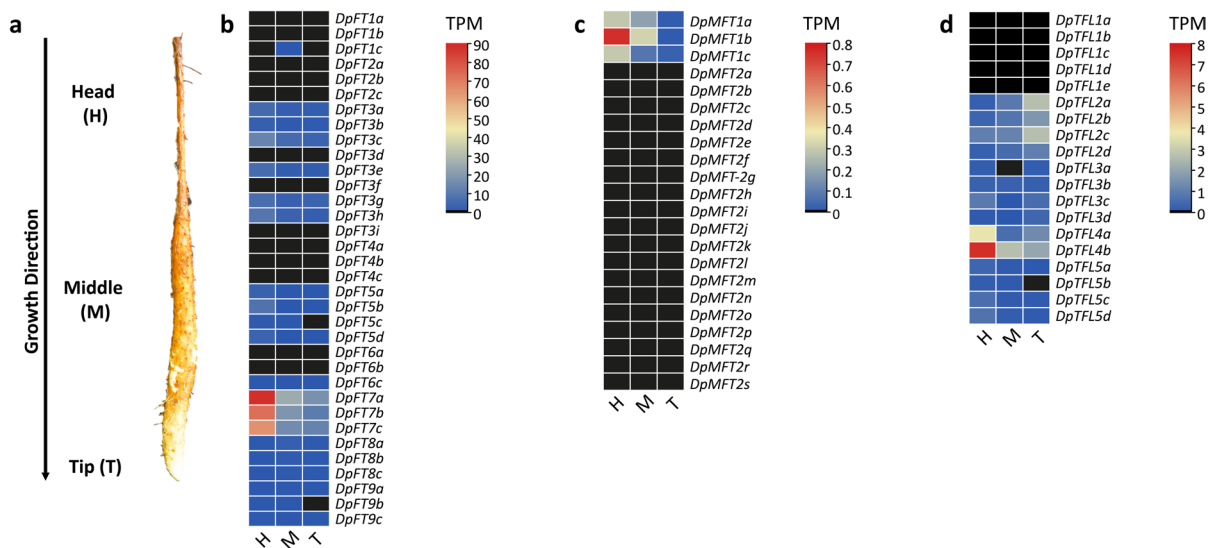 a
Growth Direction
Head
(H)
Middle
(M)
Tip (T)
b
DpFT1a
DpFT1b
DpFT1c
DpFT2a
DpFT2b
DpFT2c
DpFT3a
DpFT3b
DpFT3c
DpFT3d
DpFT3e
DpFT3f
DpFT3g
DpFT3h
DpFT3i
DpFT4a
DpFT4b
DpFT4c
DpFT5a
DpFT5b
DpFT5c
DpFT5d
DpFT6a
DpFT6b
DpFT6c
DpFT7a
DpFT7b
DpFT7c
DpFT8a
DpFT8b
DpFT8c
DpFT9a
DpFT9b
DpFT9c
H M T
TPM
90
80
70
60
50
40
30
20
10
0
c
DpMFT1a
DpMFT1b
DpMFT1c
DpMFT2a
DpMFT2b
DpMFT2c
DpMFT2d
DpMFT2e
DpMFT2f
DpMFT-2g
DpMFT2h
DpMFT2i
DpMFT2j
DpMFT2k
DpMFT2l
DpMFT2m
DpMFT2n
DpMFT2o
DpMFT2p
DpMFT2q
DpMFT2r
DpMFT2s
H M T
TPM
0.8
0.7
0.6
0.5
0.4
0.3
0.2
0.1
0
d
DpTFL1a
DpTFL1b
DpTFL1c
DpTFL1d
DpTFL1e
DpTFL2a
DpTFL2b
DpTFL2c
DpTFL2d
DpTFL3a
DpTFL3b
DpTFL3c
DpTFL3d
DpTFL4a
DpTFL4b
DpTFL5a
DpTFL5b
DpTFL5c
DpTFL5d
H M T
TPM
8
7
6
5
4
3
2
1
0